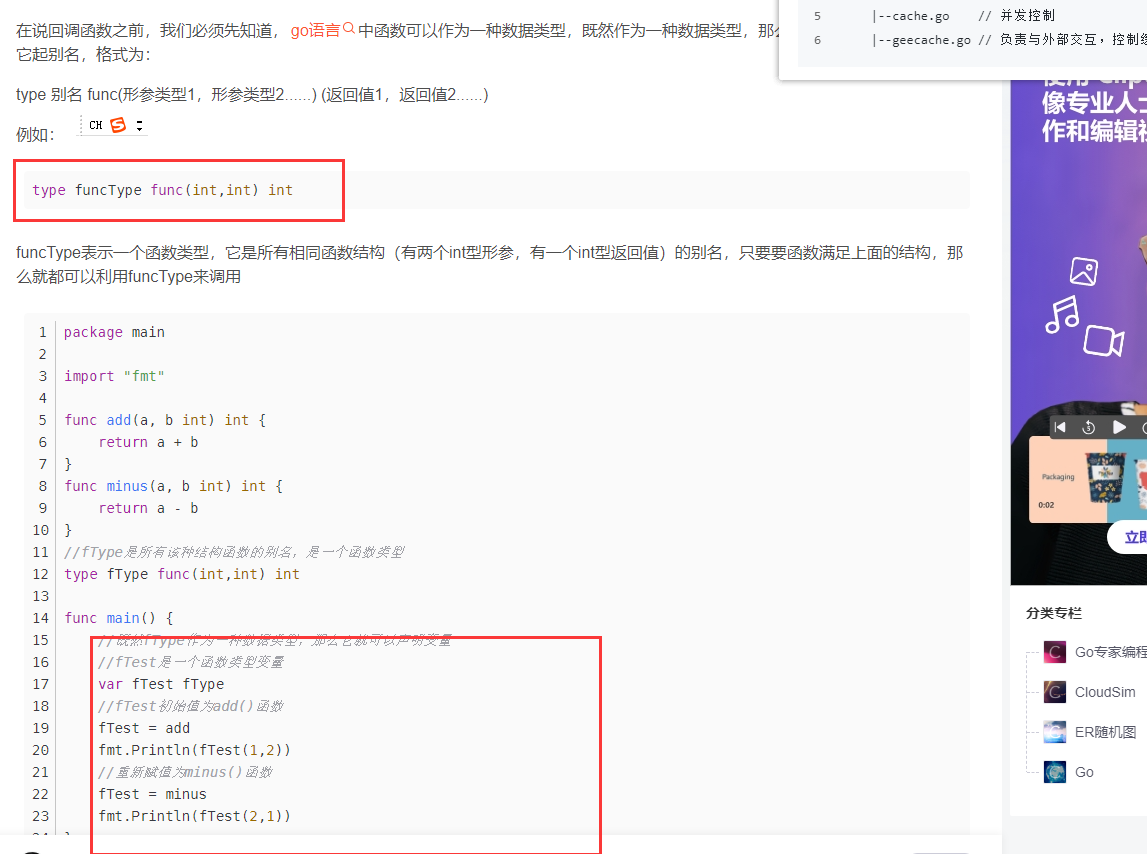 在说回调函数之前，我们必须先知道，go语言中函数可以作为一种数据类型，既然作为一种数据类型，那
它起别名，格式为：
type 别名 func(形参类型1，形参类型2......) (返回值1，返回值2......)
例如：
CH
type funcType func(int,int) int
funcType表示一个函数类型，它是所有相同函数结构（有两个int型形参，有一个int型返回值）的别名，只要要函数满足上面的结构，那
么就都可以利用funcType来调用
1 package main
2
3 import "fmt"
4
5 func add(a, b int) int {
6 return a + b
7 }
8 func minus(a, b int) int {
9 return a - b
10 }
11 //fType是所有该种结构函数的别名，是一个函数类型
12 type fType func(int,int) int
13
14 func main() {
15 //既然fType作为一种数据类型，那么它就可以声明变量
16 //fTest是一个函数类型变量
17 var fTest fType
18 //fTest初始值为add()函数
19 fTest = add
20 fmt.Println(fTest(1,2))
21 //重新赋值为minus()函数
22 fTest = minus
23 fmt.Println(fTest(2,1))
5 |--cache.go // 并发控制
6 |--geecache.go // 负责与外部交互，控制
像专业人士
作和编辑视
Packaging
0:02
立即
分类专栏
Go专家编程
CloudSim
ER随机图
Go